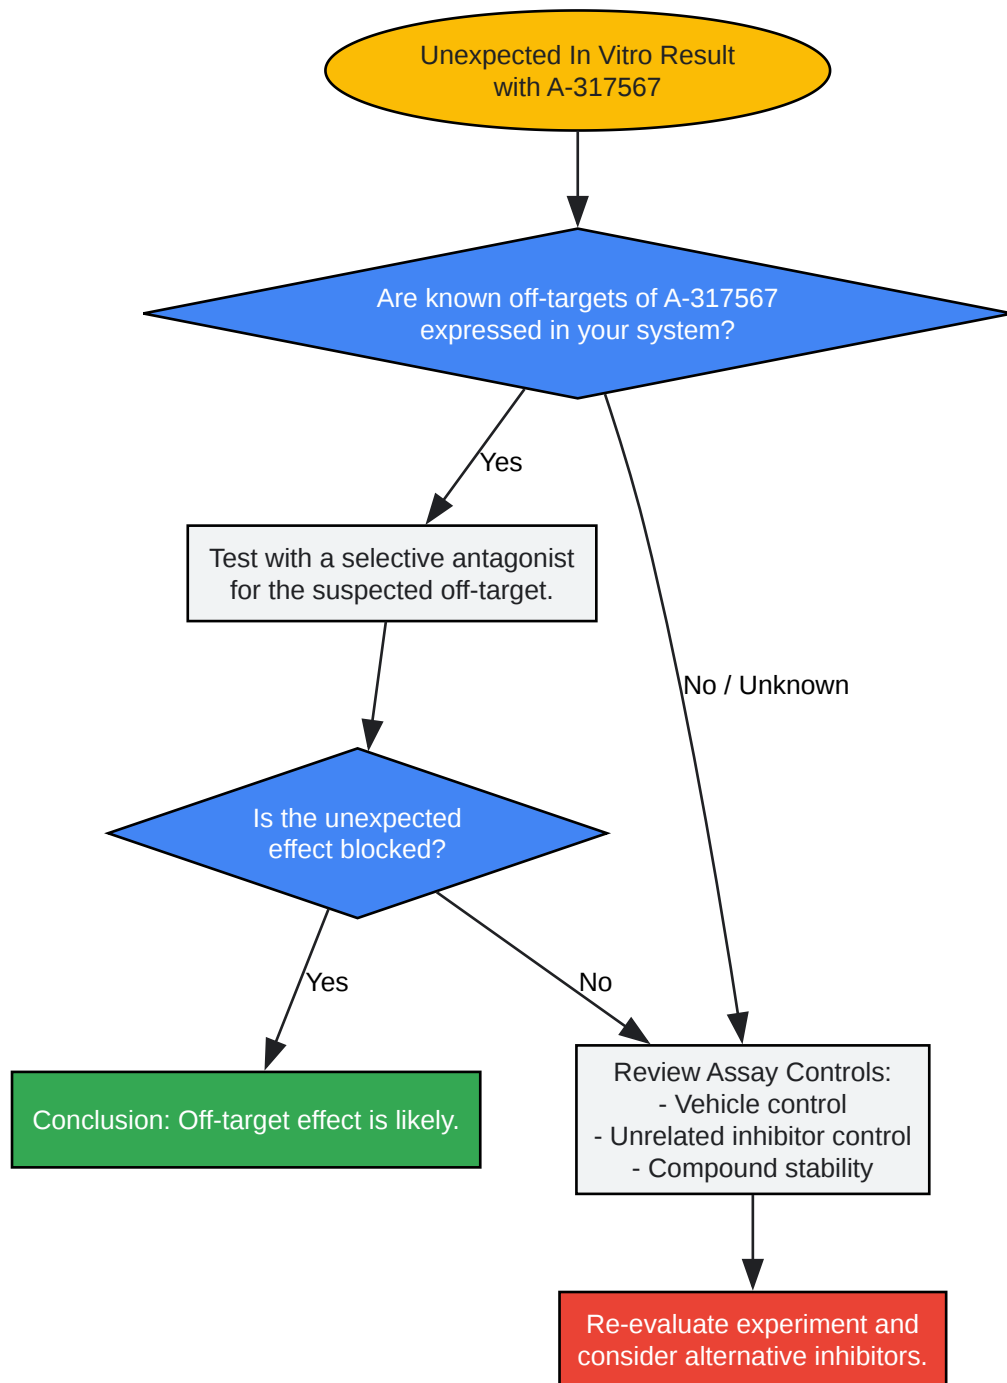 Unexpected In Vitro Result
with A-317567
Are known off-targets of A-317567
expressed in your system?
Yes
Test with a selective antagonist
for the suspected off-target.
No / Unknown
Is the unexpected
effect blocked?
Yes
No
Conclusion: Off-target effect is likely.
Review Assay Controls:
- Vehicle control
- Unrelated inhibitor control
- Compound stability
Re-evaluate experiment and
consider alternative inhibitors.